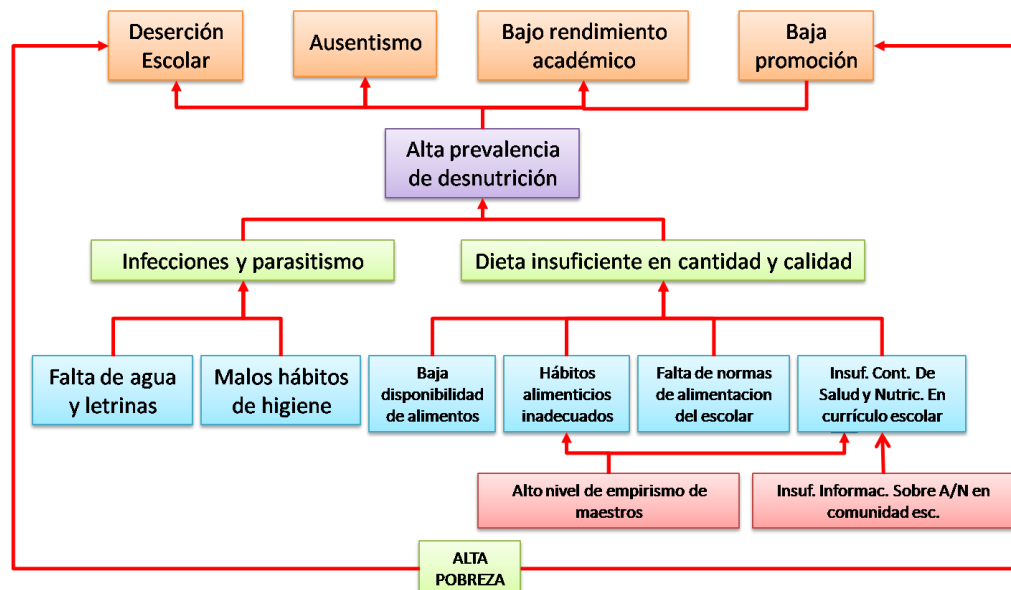 Deserción
Escolar
Ausentismo
Bajo rendimiento
académico
Baja
promoción
Alta prevalencia
de desnutrición
Infecciones y parasitismo
Dieta insuficiente en cantidad y calidad
Falta de agua
y letrinas
Malos hábitos
de higiene
Baja
disponibilidad
de alimentos
Hábitos
alimenticios
inadecuados
Falta de normas
de alimentacion
del escolar
Insuf. Cont. De
Salud y Nutric. En
currículo escolar
Alto nivel de empirismo de
maestros
Insuf. Informac. Sobre A/N en
comunidad esc.
ALTA
POBREZA